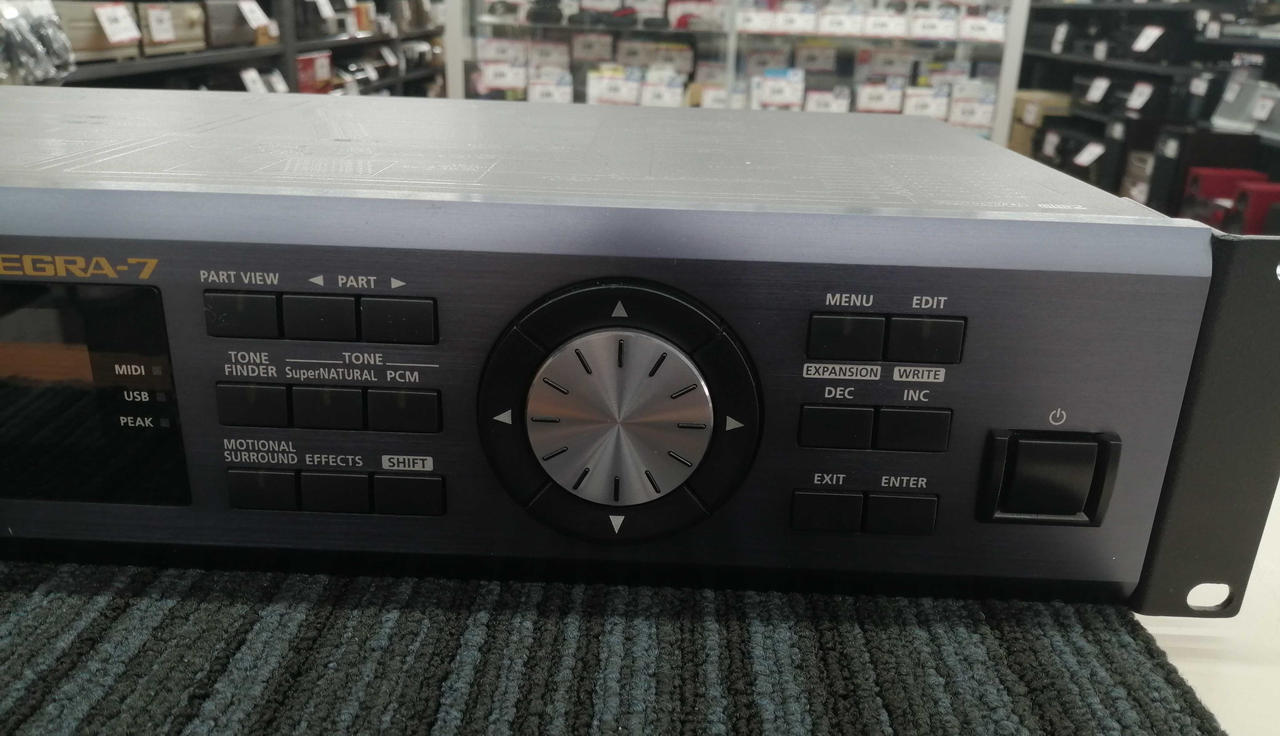 EGRA-7
PART VIEW ◀ PART ▶
MIDI
USB
PEAK
TONE FINDER
TONE
SuperNATURAL PCM
MOTIONAL SURROUND
EFFECTS
SHIFT
MENU EDIT
EXPANSION WRITE
DEC INC
EXIT ENTER